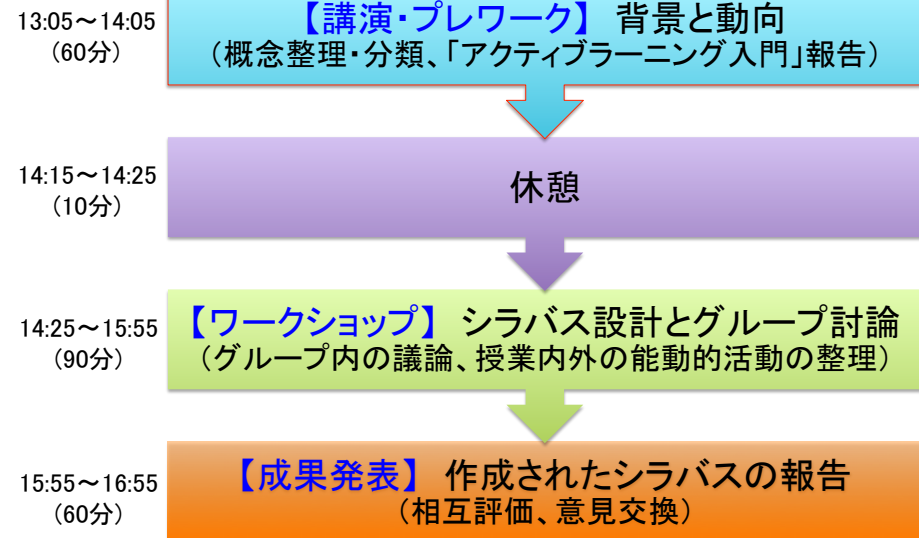 13:05～14:05
(60分)
【講演・プレワーク】 背景と動向
(概念整理・分類、「アクティブラーニング入門」報告)
14:15～14:25
(10分)
休憩
14:25～15:55
(90分)
【ワークショップ】 シラバス設計とグループ討論
(グループ内の議論、授業内外の能動的活動の整理)
15:55～16:55
(60分)
【成果発表】 作成されたシラバスの報告
(相互評価、意見交換)